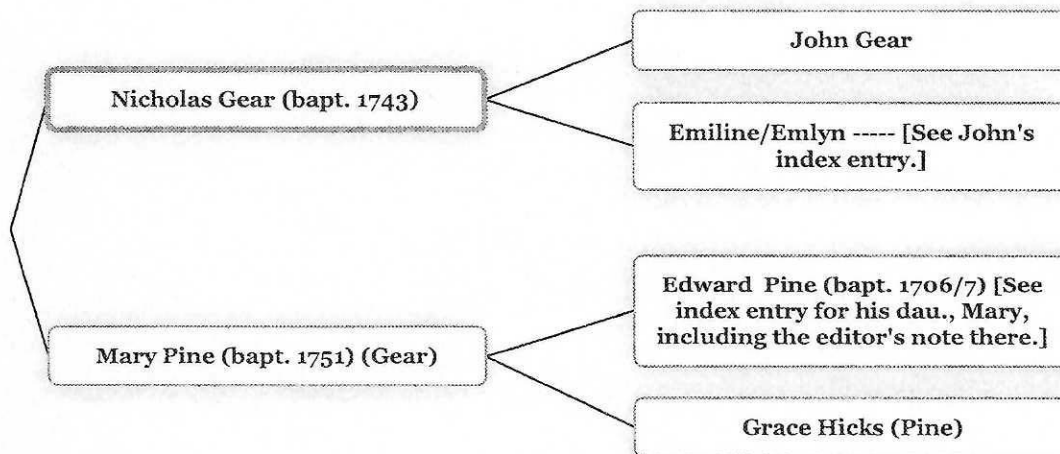 John Gear
Nicholas Gear (bapt. 1743)
Emiline/Emlyn ----- [See John's
index entry.]
Edward  Pine (bapt. 1706/7) [See
index entry for his dau., Mary,
including the editor's note there.]
Mary Pine (bapt. 1751) (Gear)
Grace Hicks (Pine)